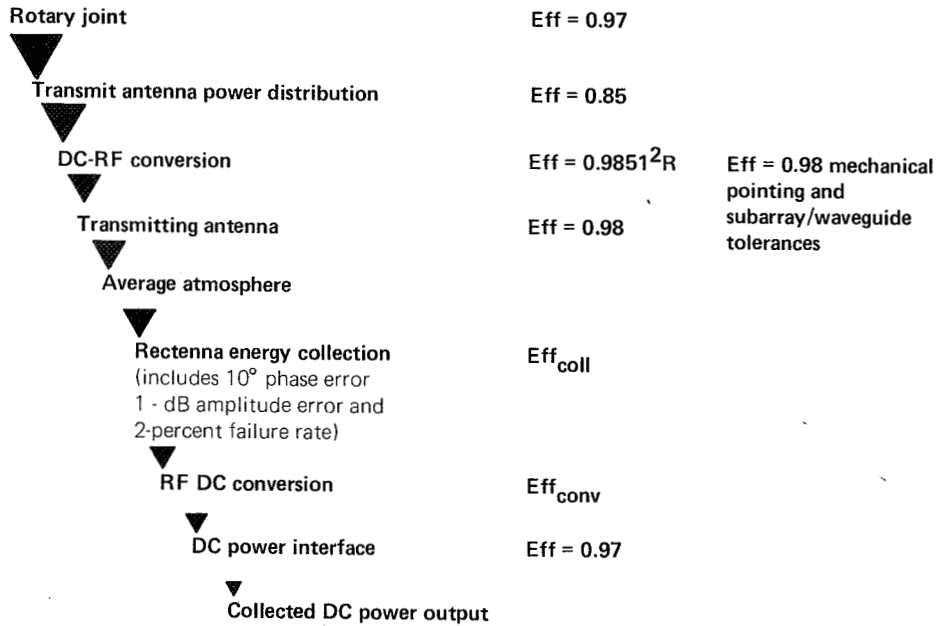 Rotary joint Eff = 0.97
Transmit antenna power distribution Eff = 0.85
DC-RF conversion Eff = 0.9851²R Eff = 0.98 mechanical
pointing and
subarray/waveguide
tolerances
Transmitting antenna Eff = 0.98
Average atmosphere
Rectenna energy collection Eff_coll
(includes 10° phase error
1 - dB amplitude error and
2-percent failure rate)
RF DC conversion Eff_conv
DC power interface Eff = 0.97
Collected DC power output